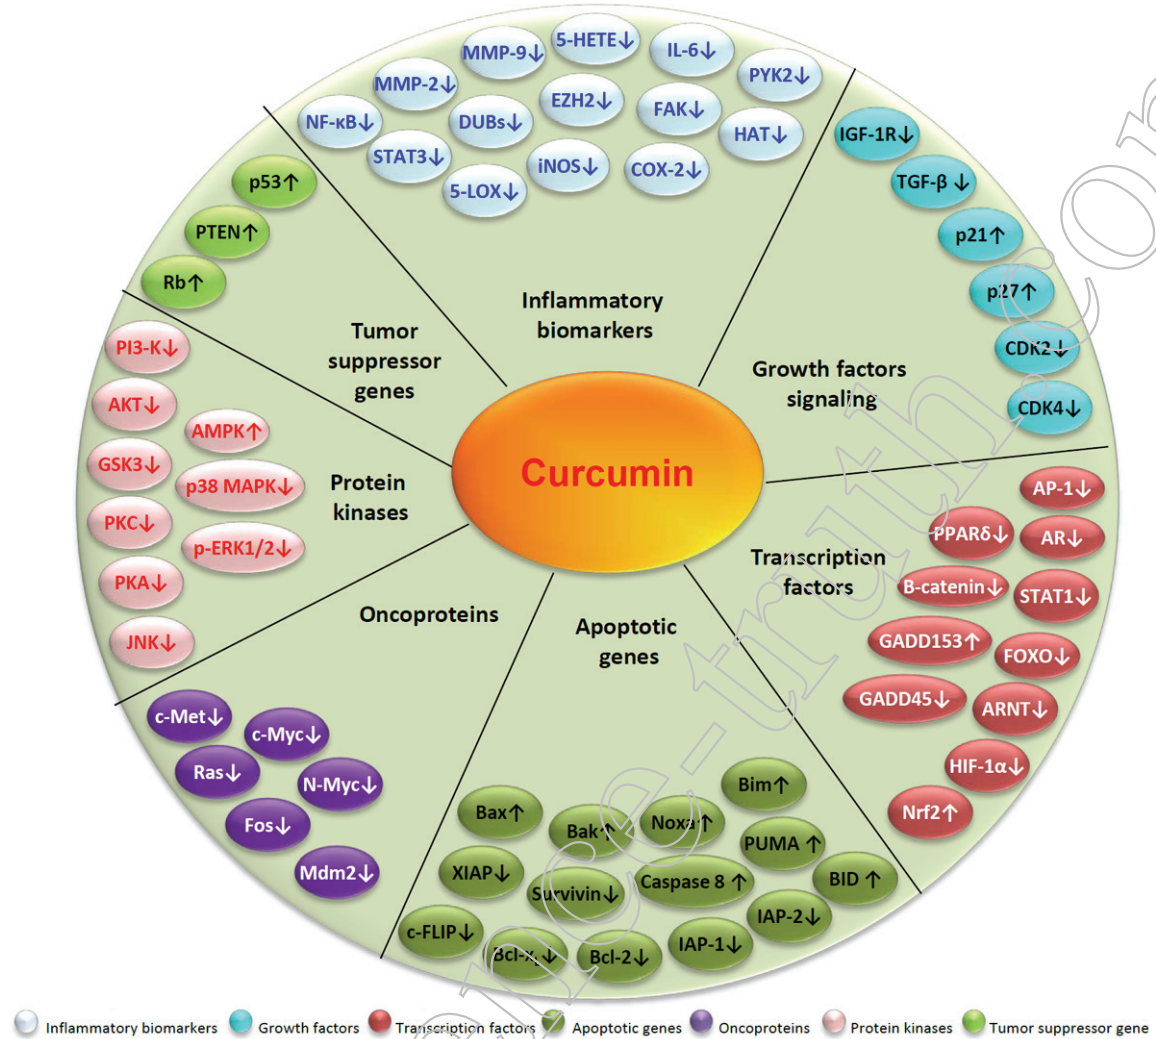 5-HETE↓
MMP-9↓
IL-6↓
PYK2↓
MMP-2↓
EZH2↓
FAK↓
NF-κB↓
DUBs↓
HAT↓
STAT3↓
iNOS↓
COX-2↓
5-LOX↓
Inflammatory
biomarkers
IGF-1R↓
TGF-β ↓
p21↑
p27↑
CDK2↓
CDK4↓
Growth factors
signaling
p53↑
PTEN↑
Rb↑
Tumor
suppressor
genes
PI3-K↓
AKT↓
AMPK↑
GSK3↓
p38 MAPK↓
PKC↓
p-ERK1/2↓
PKA↓
JNK↓
Protein
kinases
Curcumin
AP-1↓
PPARδ↓
AR↓
B-catenin↓
STAT1↓
GADD153↑
FOXO↓
GADD45↓
ARNT↓
HIF-1α↓
Nrf2↑
Transcription
factors
Oncoproteins
c-Met↓
c-Myc↓
Ras↓
N-Myc↓
Fos↓
Mdm2↓
Apoptotic
genes
Bim↑
Bax↑
Bak↑
Noxa↑
PUMA ↑
XIAP↓
Survivin↓
Caspase 8 ↑
BID ↑
c-FLIP↓
Bcl-xL↓
Bcl-2↓
IAP-1↓
IAP-2↓
Inflammatory biomarkers Growth factors Transcription factors Apoptotic genes Oncoproteins Protein kinases Tumor suppressor gene